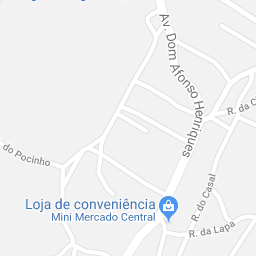 Av. Dom Afonso Henriques
R. da C
do Pocinho
Loja de conveniência
Mini Mercado Central
R. do Casal
R. da Lapa